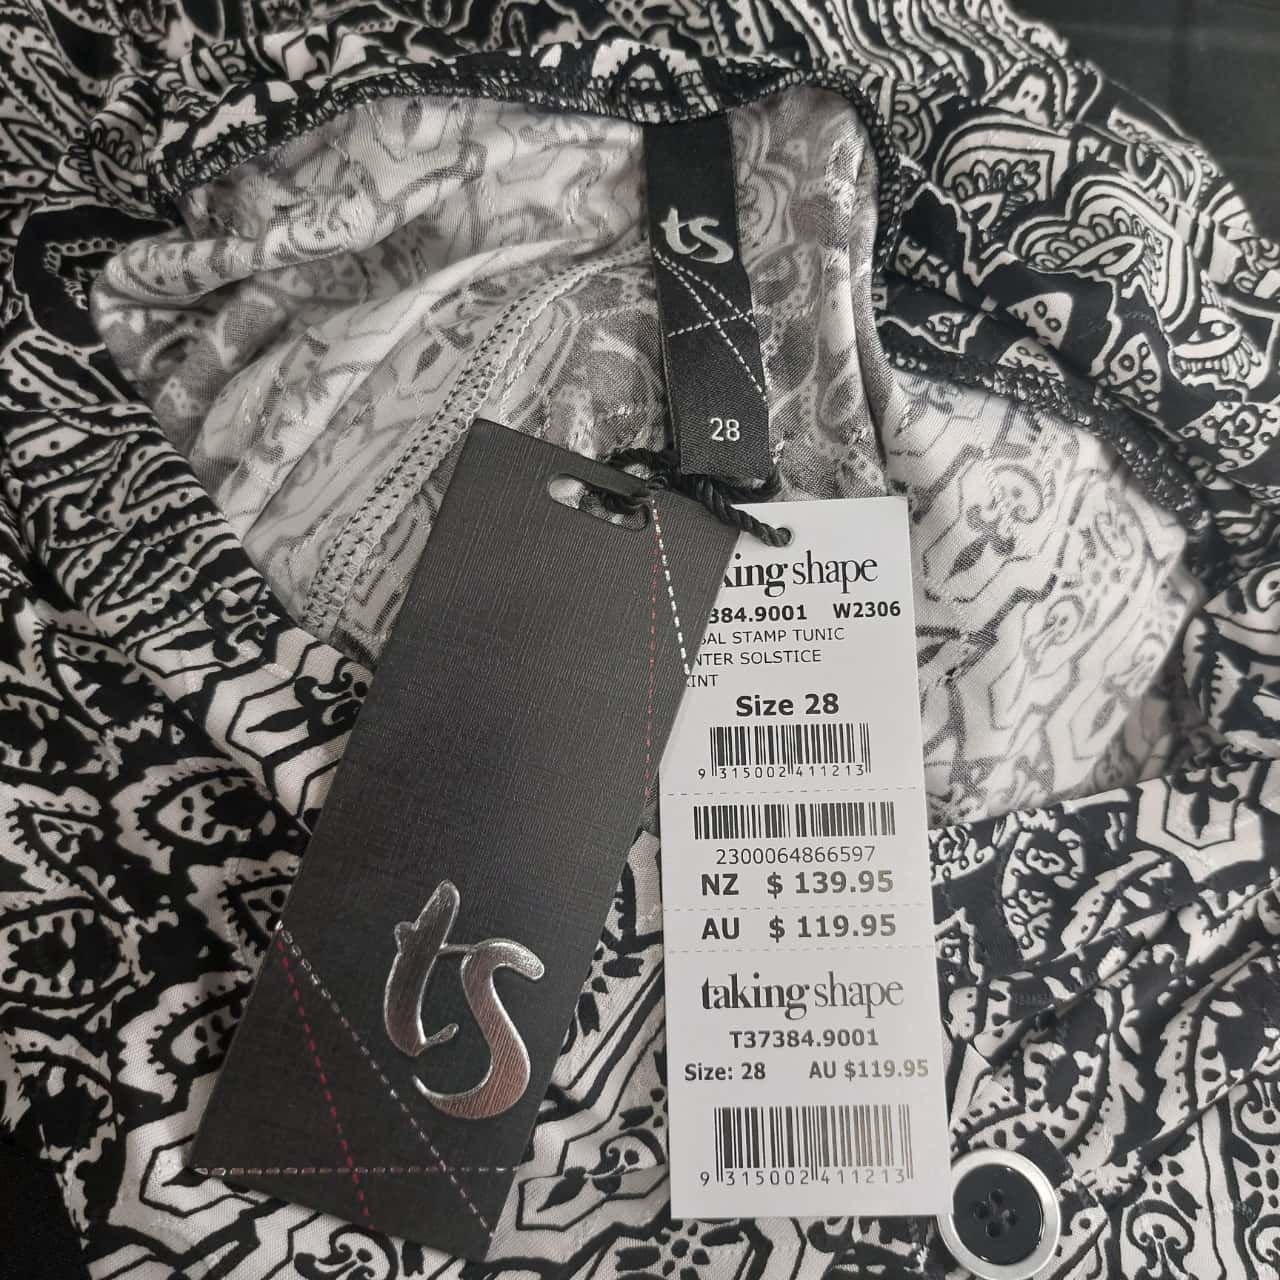 ts
28
king shape
384.9001 W2306
BAL STAMP TUNIC
NTER SOLSTICE
INT
Size 28
9 315002 411213
2300064866597
NZ $ 139.95
AU $ 119.95
ts
taking shape
T37384.9001
Size: 28 AU $119.95
9 315002 411213